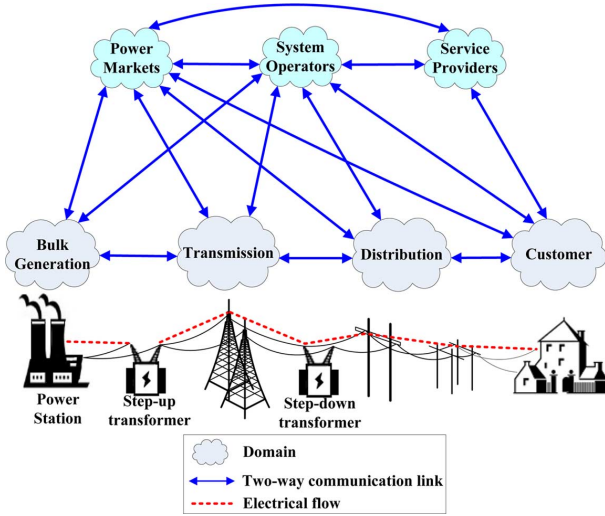 Power
Markets
System
Operators
Service
Providers
Bulk
Generation
Transmission
Distribution
Customer
Power
Station
Step-up
transformer
Step-down
transformer
Domain
Two-way communication link
Electrical flow